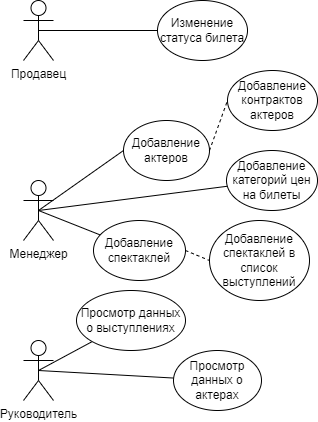 Изменение
статуса билета
Продавец
Добавление
контрактов
актеров
Добавление
актеров
Добавление
категорий цен
на билеты
Менеджер
Добавление
спектаклей
Добавление
спектаклей в
список
выступлений
Просмотр данных
о выступлениях
Просмотр
данных о
актерах
Руководитель